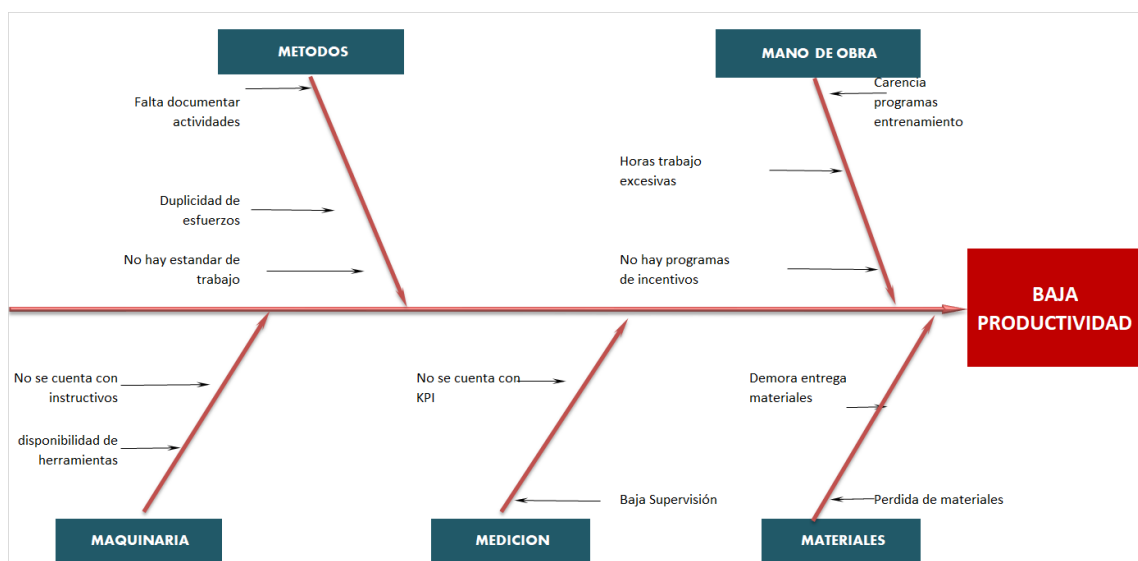 METODOS
MANO DE OBRA
Falta documentar
actividades
Carencia
programas
entrenamiento
Horas trabajo
excesivas
Duplicidad de
esfuerzos
No hay estandar de
trabajo
No hay programas
de incentivos
BAJA
PRODUCTIVIDAD
No se cuenta con
instructivos
No se cuenta con
KPI
Demora entrega
materiales
disponibilidad de
herramientas
Baja Supervisión
Perdida de materiales
MAQUINARIA
MEDICION
MATERIALES